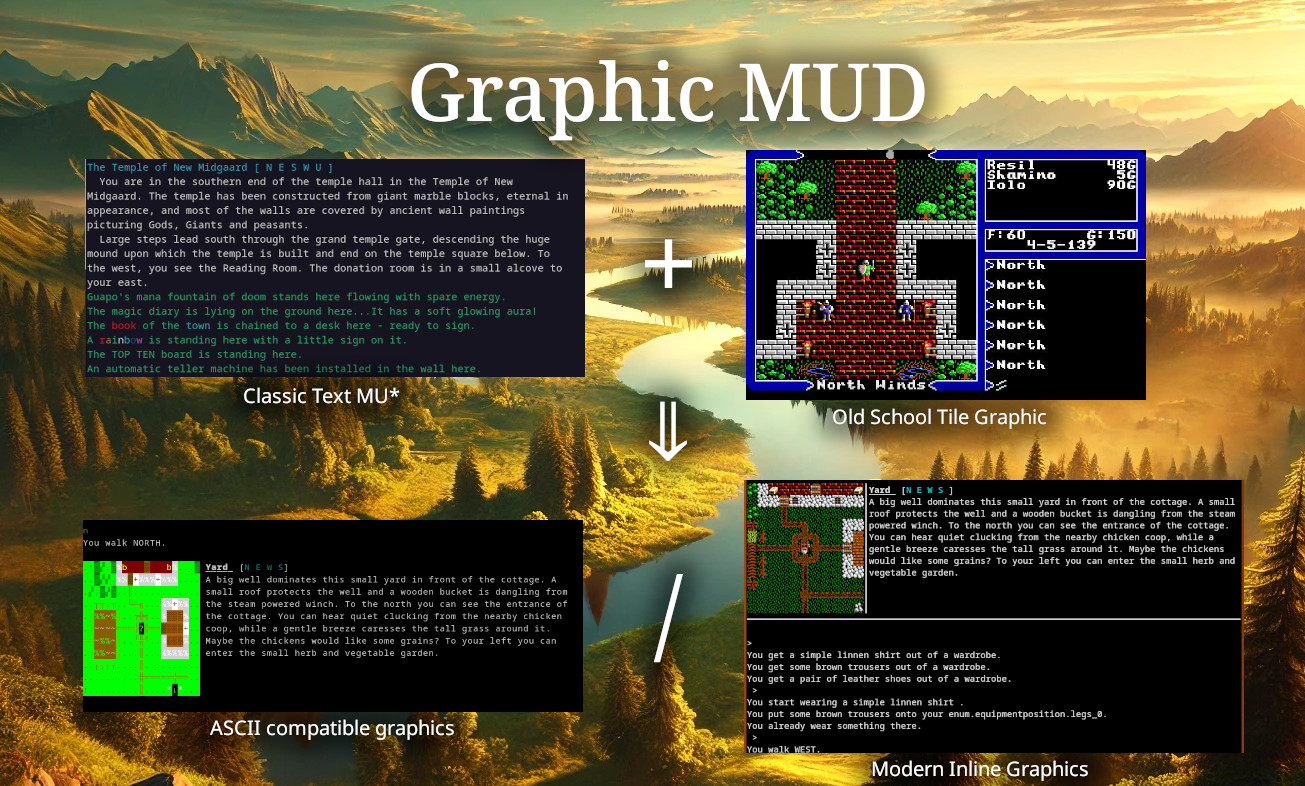 Graphic MUD
The Temple of New Midgaard [ N E S W U ]
You are in the southern end of the temple hall in the Temple of New
Midgaard. The temple has been constructed from giant marble blocks, eternal in
appearance, and most of the walls are covered by ancient wall paintings
picturing Gods, Giants and peasants.
Large steps lead south through the grand temple gate, descending the huge
mound upon which the temple is built and end on the temple square below. To
the west, you see the Reading Room. The donation room is in a small alcove to
your east.
Guapo's mana fountain of doom stands here flowing with spare energy.
The magic diary is lying on the ground here...It has a soft glowing aura!
The book of the town is chained to a desk here - ready to sign.
A rainbow is standing here with a little sign on it.
The TOP TEN board is standing here.
An automatic teller machine has been installed in the wall here.
Classic Text MU*
+
Resil 48G
Shamino 5G
Iolo 90G
F:60 G:150
4-5-139
>North
>North
>North
>North
>North
>North
>
North Winds
Old School Tile Graphic
⇓
n
You walk NORTH.
Yard [N E W S]
A big well dominates this small yard in front of the cottage. A
small roof protects the well and a wooden bucket is dangling from
the steam powered winch. To the north you can see the entrance of
the cottage. You can hear quiet clucking from the nearby chicken
coop, while a gentle breeze caresses the tall grass around it.
Maybe the chickens would like some grains? To your left you can
enter the small herb and vegetable garden.
ASCII compatible graphics
/
Yard [N E W S ]
A big well dominates this small yard in front of the cottage. A small
roof protects the well and a wooden bucket is dangling from the steam
powered winch. To the north you can see the entrance of the cottage.
You can hear quiet clucking from the nearby chicken coop, while a
gentle breeze caresses the tall grass around it. Maybe the chickens
would like some grains? To your left you can enter the small herb and
vegetable garden.
>
You get a simple linnen shirt out of a wardrobe.
You get some brown trousers out of a wardrobe.
You get a pair of leather shoes out of a wardrobe.
>
You start wearing a simple linnen shirt .
You put some brown trousers onto your enum.equipmentposition.legs_0.
You already wear something there.
>
You walk WEST.
Modern Inline Graphics